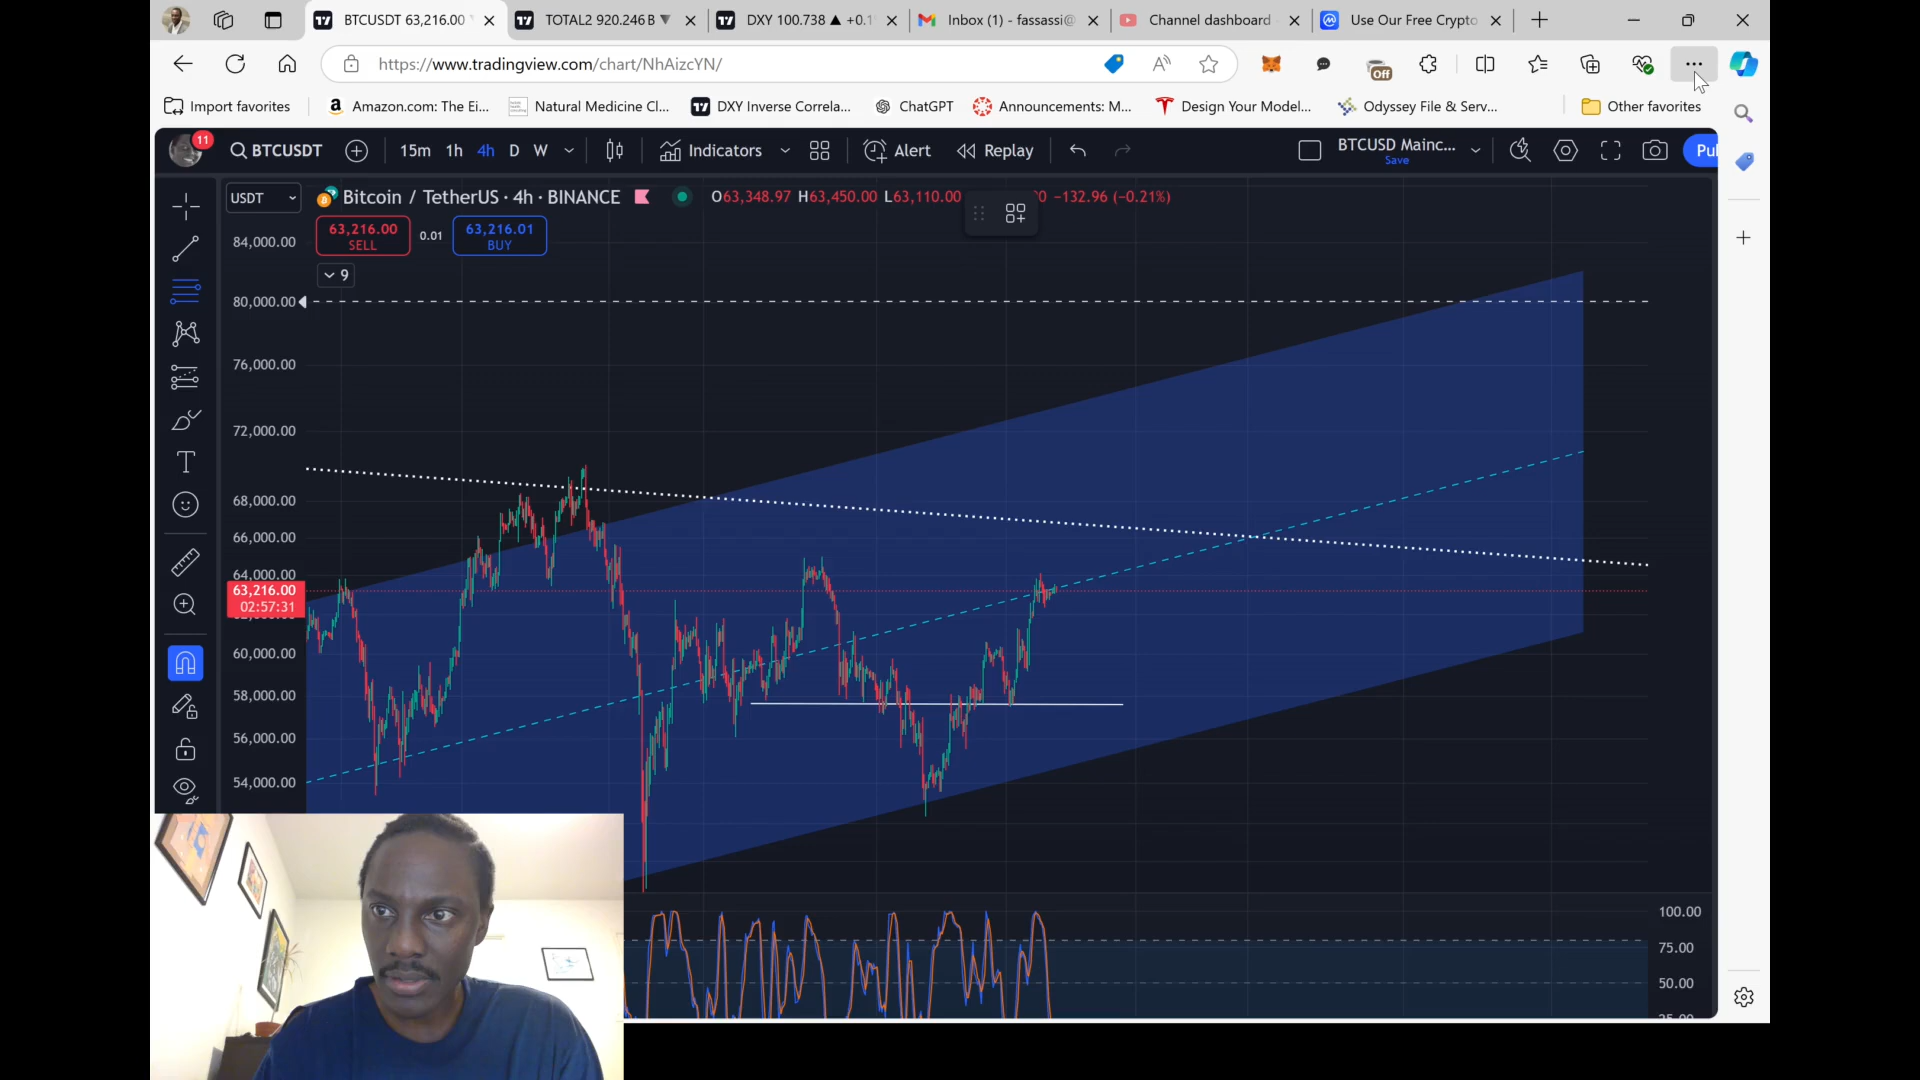 BTCUSDT 63,216.00
TOTAL2 920.246 B ▼
DXY 100.738 ▲ +0.1
Inbox (1) - fassassi@
Channel dashboard
Use Our Free Crypto
https://www.tradingview.com/chart/NhAizcYN/
Off
Import favorites
Amazon.com: The Ei...
Natural Medicine Cl...
DXY Inverse Correla...
ChatGPT
Announcements: M...
Design Your Model...
Odyssey File & Serv...
Other favorites
11
BTCUSDT
15m 1h 4h D W
Indicators
Alert
Replay
BTCUSD Mainc...
Save
Pul
USDT
Bitcoin / TetherUS · 4h · BINANCE
O63,348.97 H63,450.00 L63,110.00
0 −132.96 (−0.21%)
63,216.00
SELL
0.01
63,216.01
BUY
9
84,000.00
80,000.00
76,000.00
72,000.00
68,000.00
66,000.00
64,000.00
63,216.00
02:57:31
60,000.00
58,000.00
56,000.00
54,000.00
100.00
75.00
50.00